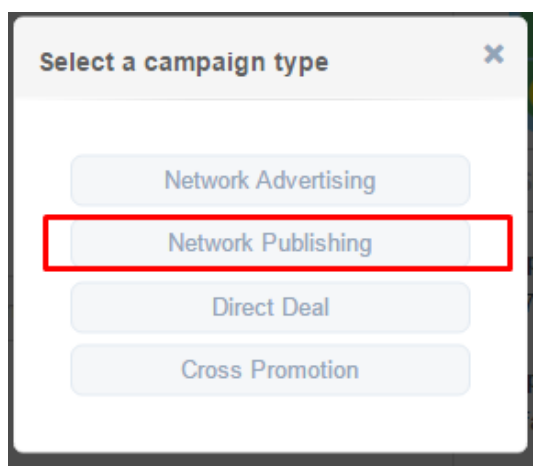 Select a campaign type
Network Advertising
Network Publishing
Direct Deal
Cross Promotion